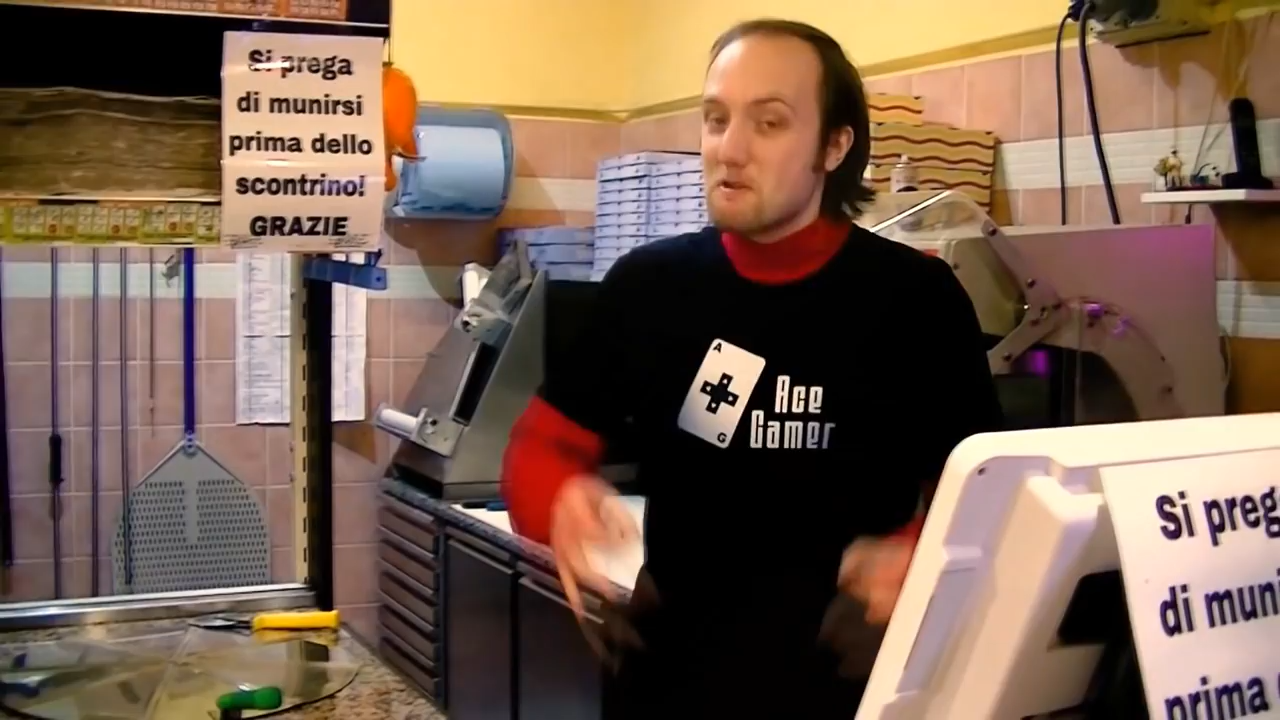 Si prega
di munirsi
prima dello
scontrino!
GRAZIE
A
G
Ace
Gamer
Si preg
di muni
prima